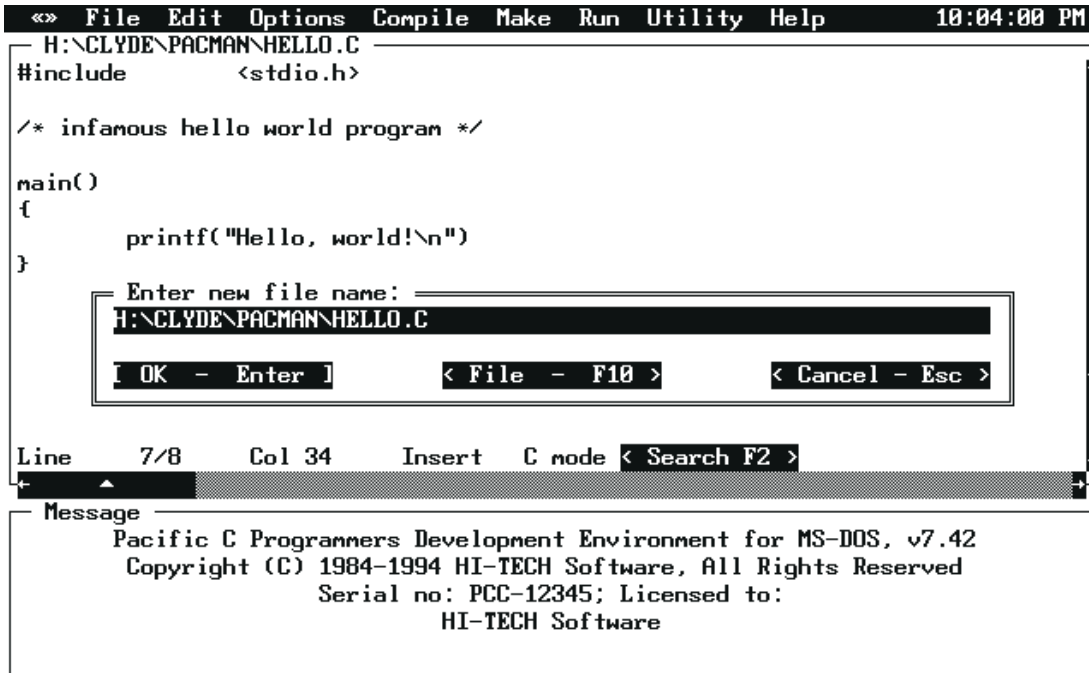 «» File Edit Options Compile Make Run Utility Help 10:04:00 PM
H:\CLYDE\PACMAN\HELLO.C
#include <stdio.h>
/* infamous hello world program */
main()
{
printf("Hello, world!\n")
}
Enter new file name:
H:\CLYDE\PACMAN\HELLO.C
[ OK - Enter ] < File - F10 > < Cancel - Esc >
Line 7/8 Col 34 Insert C mode < Search F2 >
Message
Pacific C Programmers Development Environment for MS-DOS, v7.42
Copyright (C) 1984-1994 HI-TECH Software, All Rights Reserved
Serial no: PCC-12345; Licensed to:
HI-TECH Software